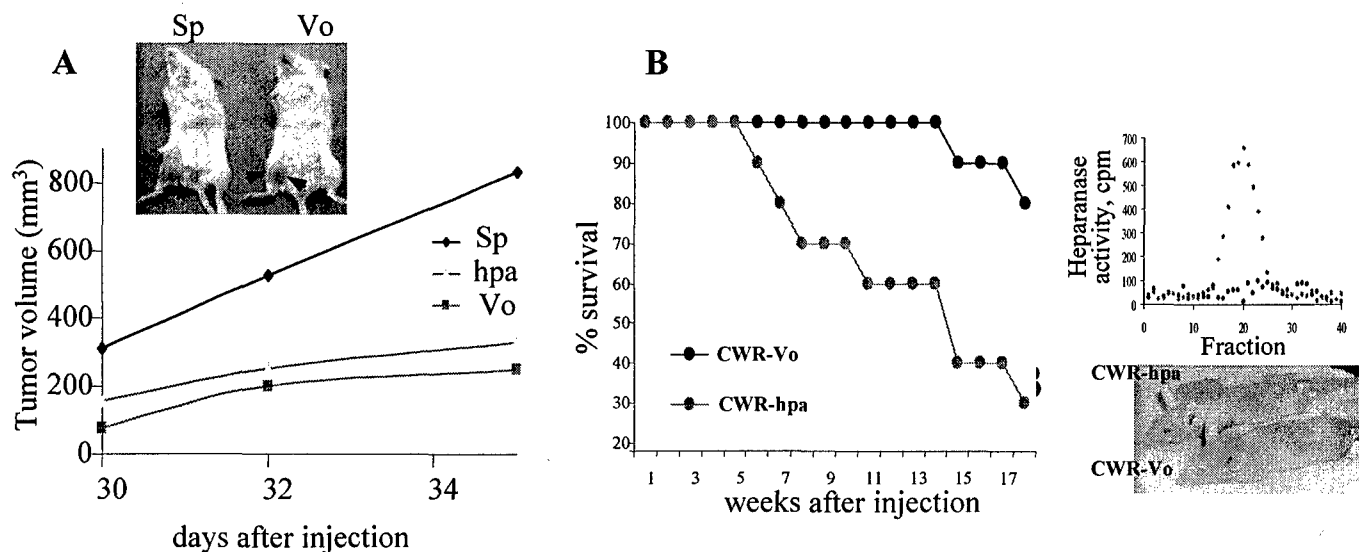 Sp Vo
A
Tumor volume (mm³)
800
600
400
200
0
30 32 34
days after injection
Sp
hpa
Vo
B
% survival
100
90
80
70
60
50
40
30
20
1 3 5 7 9 11 13 15 17
weeks after injection
CWR-Vo
CWR-hpa
Heparanase
activity, cpm
700
600
500
400
300
200
100
0
0 10 20 30 40
Fraction
CWR-hpa
CWR-Vo